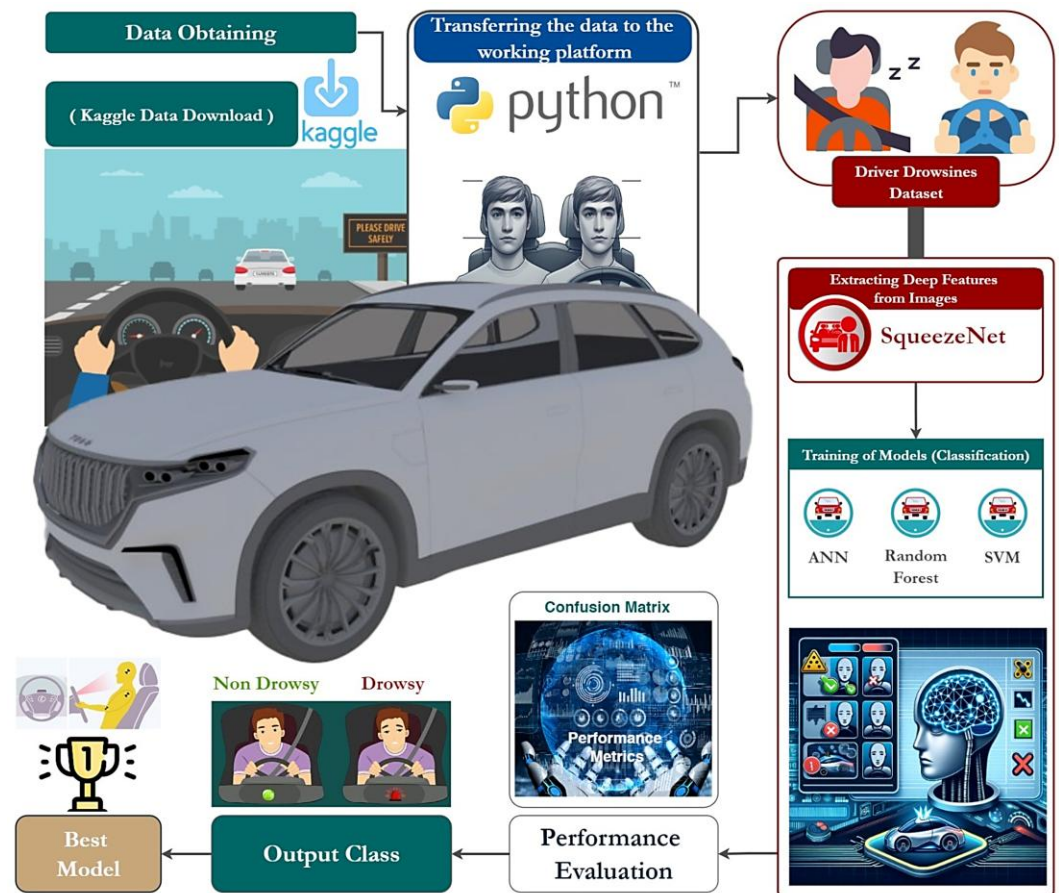 Data Obtaining
( Kaggle Data Download )
kaggle
Transferring the data to the
working platform
python™
PLEASE DRIVE
SAFELY
z z
Driver Drowsines
Dataset
Extracting Deep Features
from Images
SqueezeNet
Training of Models (Classification)
ANN
Random
Forest
SVM
TOGG
Confusion Matrix
Performance
Metrics
Non Drowsy
Drowsy
1
Best
Model
Output Class
Performance
Evaluation